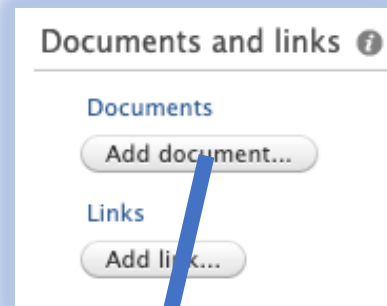 Documents and links
Documents
Add document...
Links
Add link...